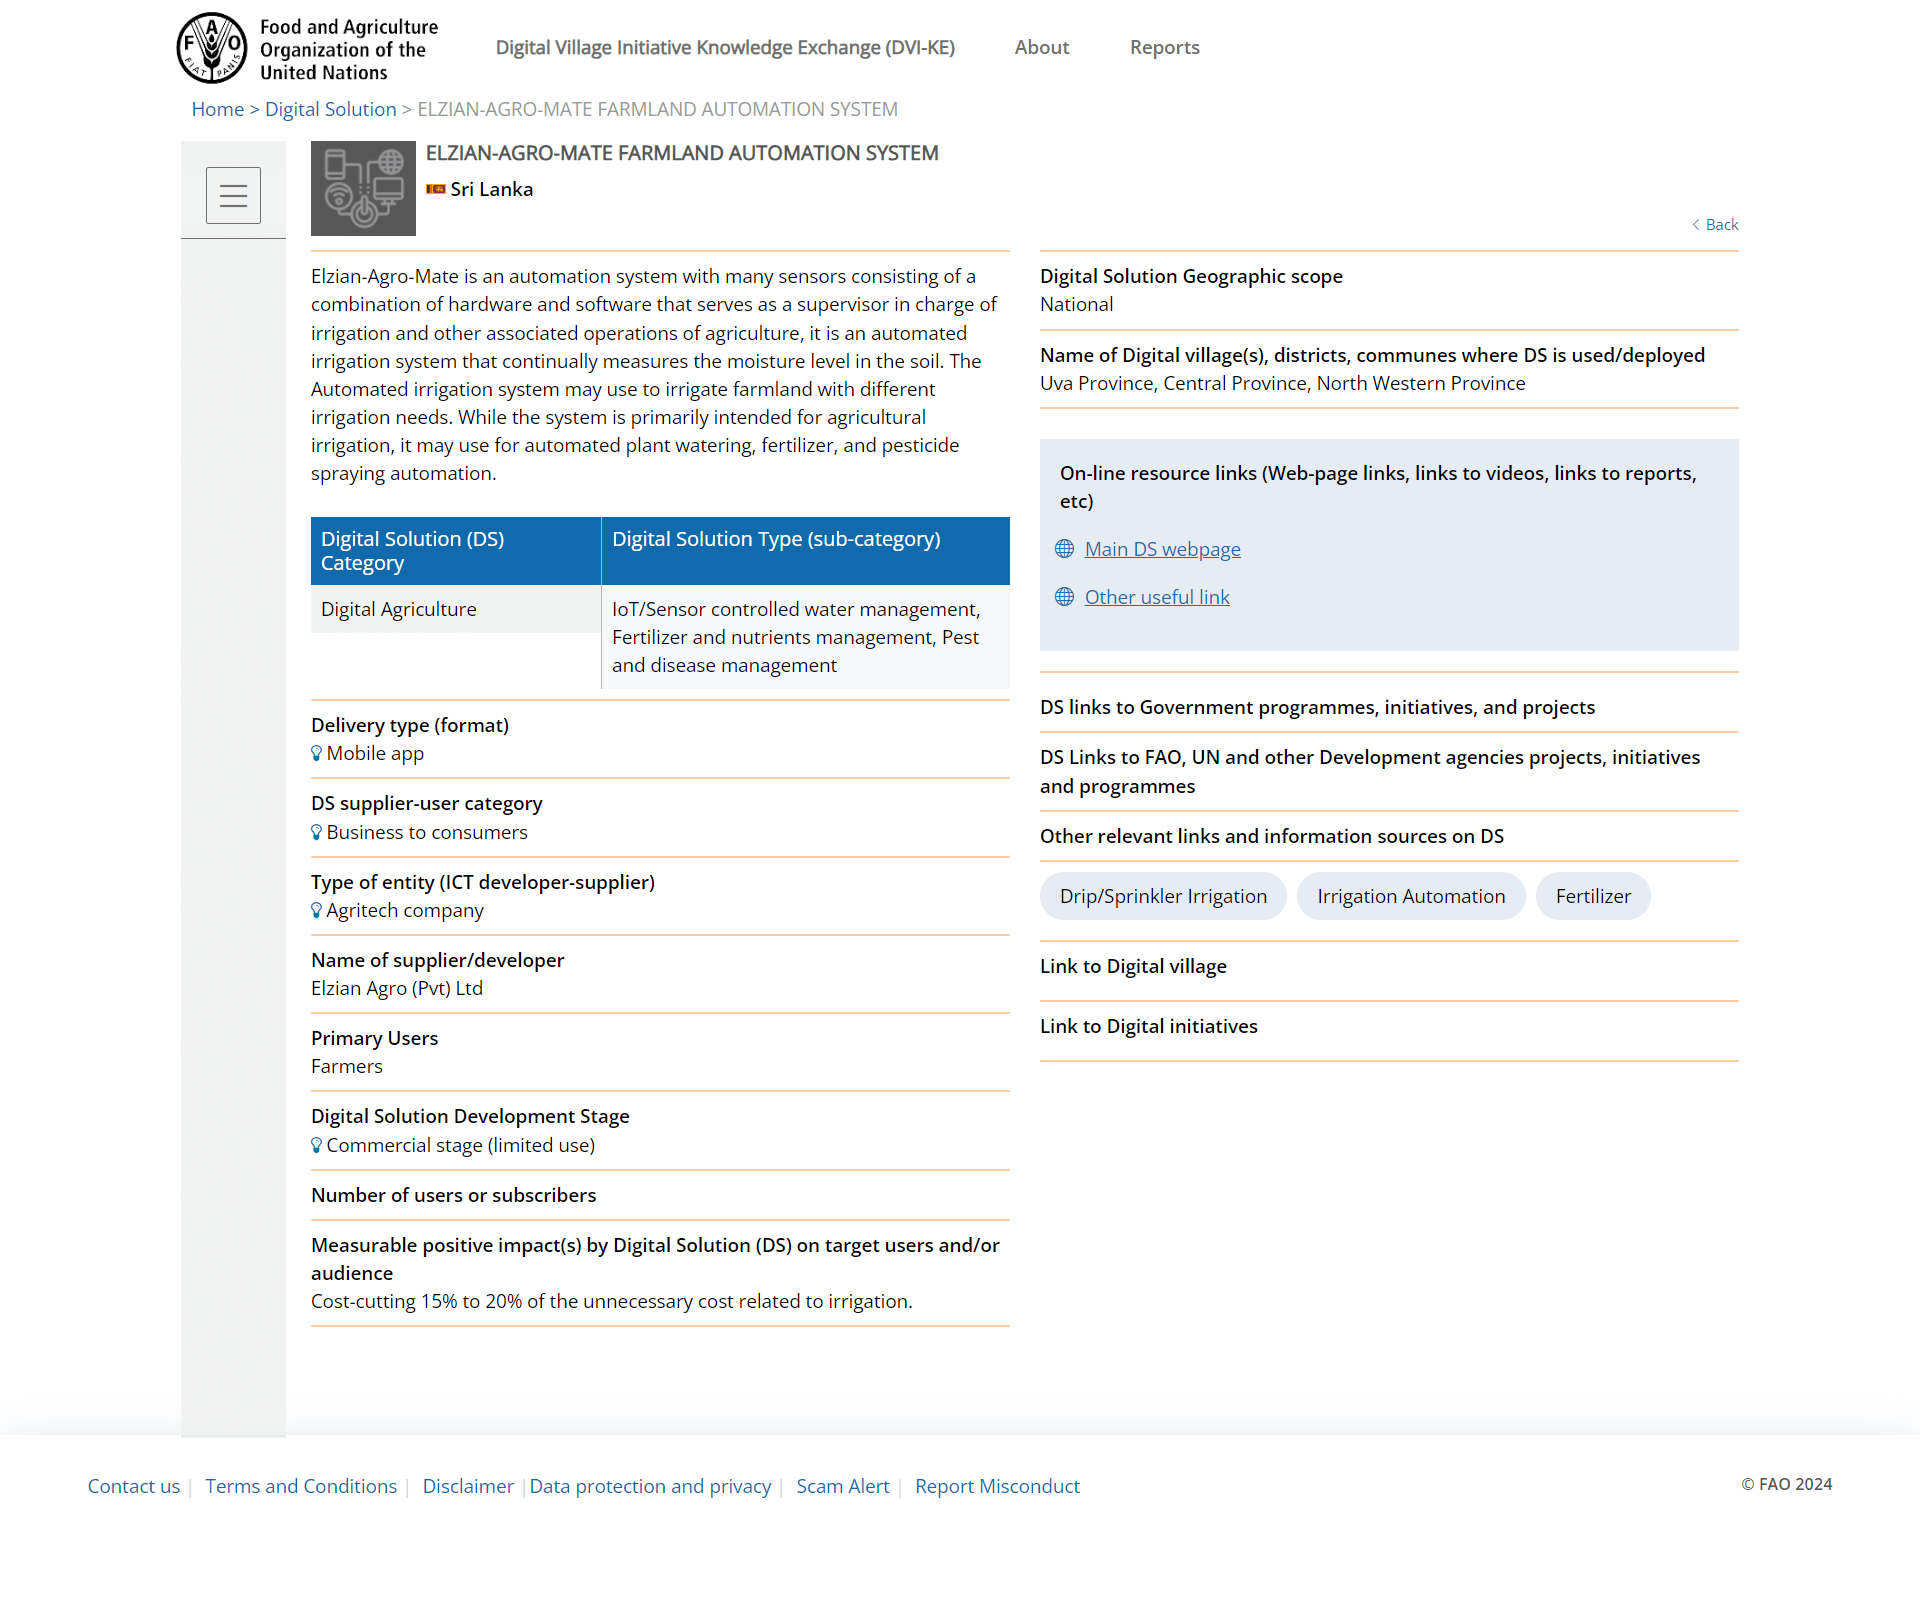 Food and Agriculture
Organization of the
United Nations
F A O
FIAT PANIS
Digital Village Initiative Knowledge Exchange (DVI-KE)
About
Reports
Home > Digital Solution > ELZIAN-AGRO-MATE FARMLAND AUTOMATION SYSTEM
ELZIAN-AGRO-MATE FARMLAND AUTOMATION SYSTEM
Sri Lanka
Back
Elzian-Agro-Mate is an automation system with many sensors consisting of a
combination of hardware and software that serves as a supervisor in charge of
irrigation and other associated operations of agriculture, it is an automated
irrigation system that continually measures the moisture level in the soil. The
Automated irrigation system may use to irrigate farmland with different
irrigation needs. While the system is primarily intended for agricultural
irrigation, it may use for automated plant watering, fertilizer, and pesticide
spraying automation.
Digital Solution (DS)
Category
Digital Solution Type (sub-category)
Digital Agriculture
IoT/Sensor controlled water management,
Fertilizer and nutrients management, Pest
and disease management
Delivery type (format)
Mobile app
DS supplier-user category
Business to consumers
Type of entity (ICT developer-supplier)
Agritech company
Name of supplier/developer
Elzian Agro (Pvt) Ltd
Primary Users
Farmers
Digital Solution Development Stage
Commercial stage (limited use)
Number of users or subscribers
Measurable positive impact(s) by Digital Solution (DS) on target users and/or
audience
Cost-cutting 15% to 20% of the unnecessary cost related to irrigation.
Digital Solution Geographic scope
National
Name of Digital village(s), districts, communes where DS is used/deployed
Uva Province, Central Province, North Western Province
On-line resource links (Web-page links, links to videos, links to reports,
etc)
Main DS webpage
Other useful link
DS links to Government programmes, initiatives, and projects
DS Links to FAO, UN and other Development agencies projects, initiatives
and programmes
Other relevant links and information sources on DS
Drip/Sprinkler Irrigation
Irrigation Automation
Fertilizer
Link to Digital village
Link to Digital initiatives
Contact us | Terms and Conditions | Disclaimer | Data protection and privacy | Scam Alert | Report Misconduct
© FAO 2024